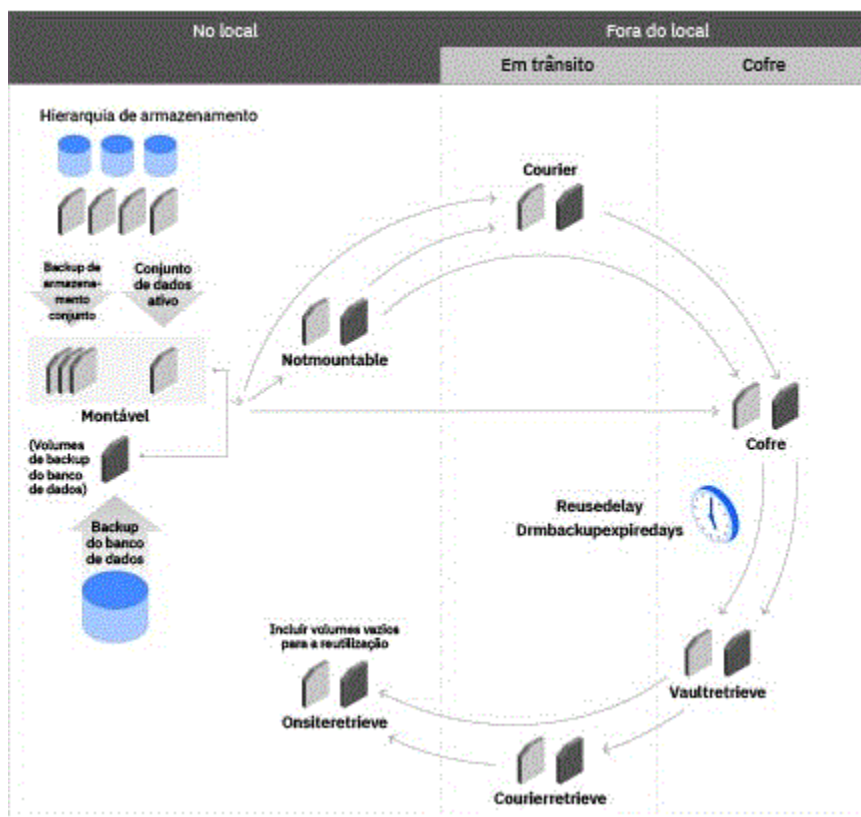 No local
Fora do local
Em trânsito
Cofre
Hierarquia de armazenamento
Backup de
armazena-
mento
conjunto
Conjunto
de dados
ativo
Courier
Notmountable
Montável
(Volumes
de backup
do banco
de dados)
Cofre
Reusedelay
Drmbackupexpiredays
Backup
do banco
de dados
Incluir volumes vazios
para a reutilização
Onsiteretrieve
Vaultretrieve
Courierretrieve